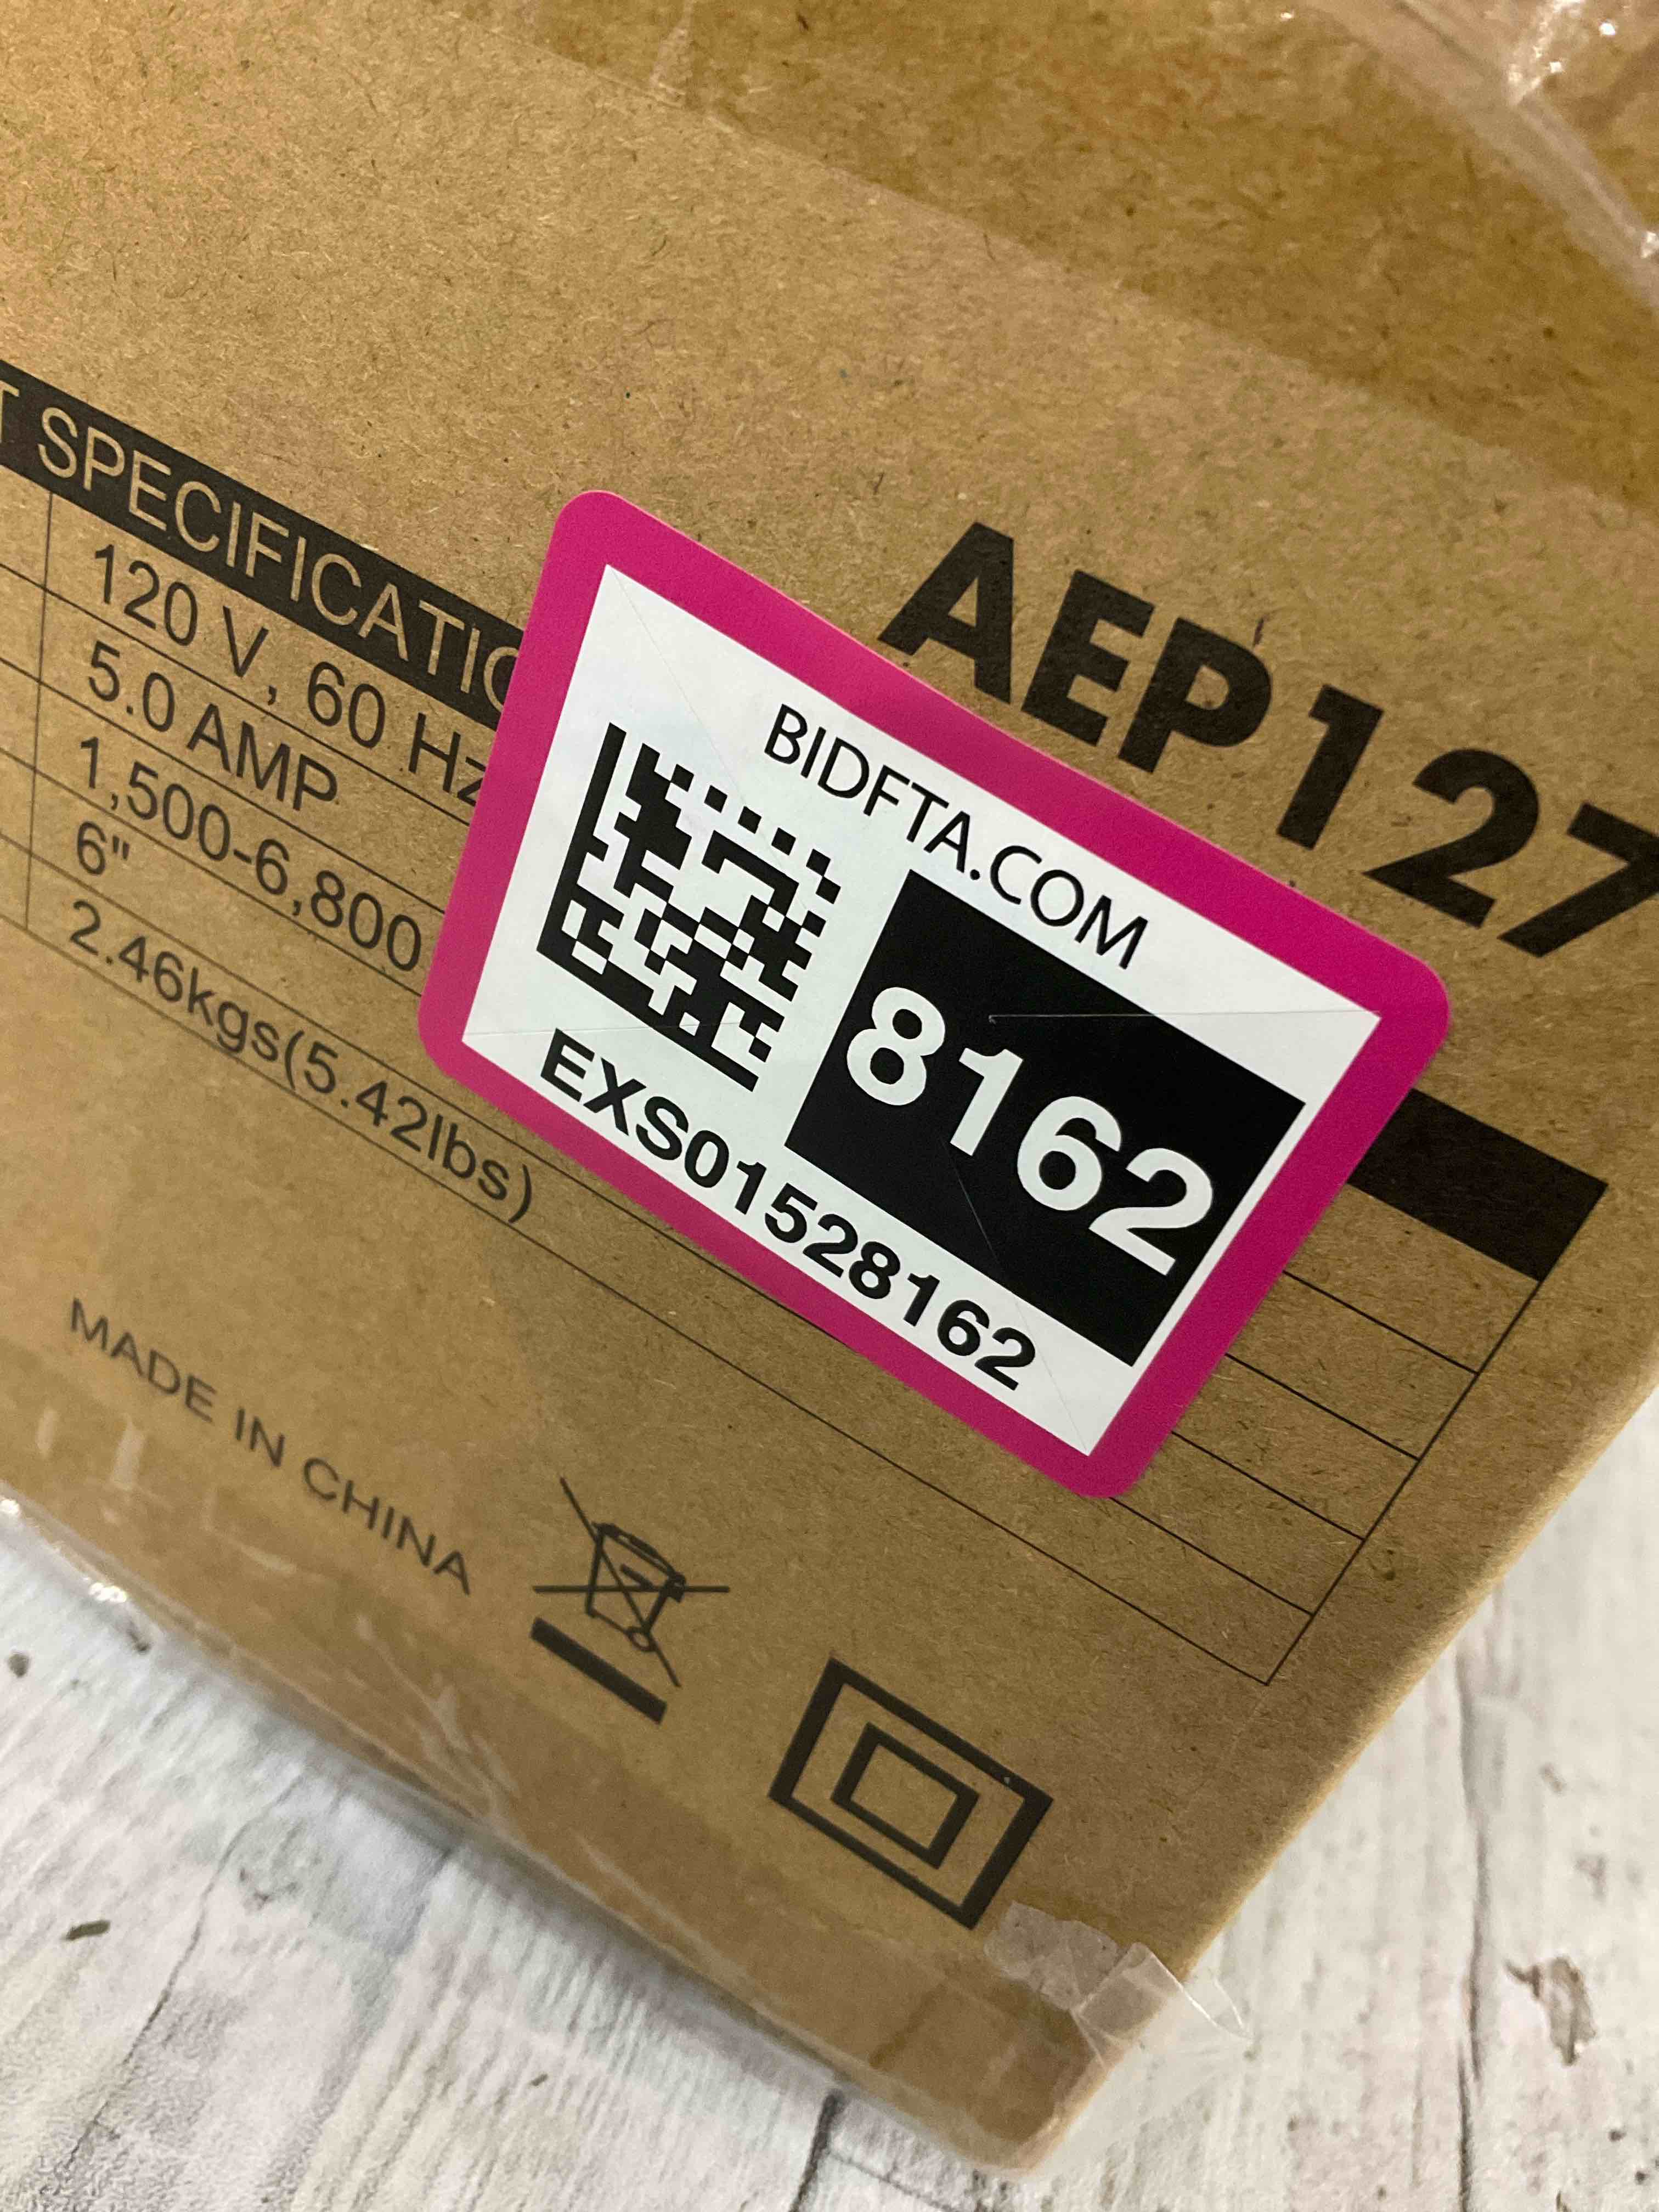 AEP127
T SPECIFICATIO
120 V, 60 Hz
5.0 AMP
1,500-6,800
6"
2.46kgs(5.42lbs)
BIDFTA.COM
8162
EXS01528162
MADE IN CHINA